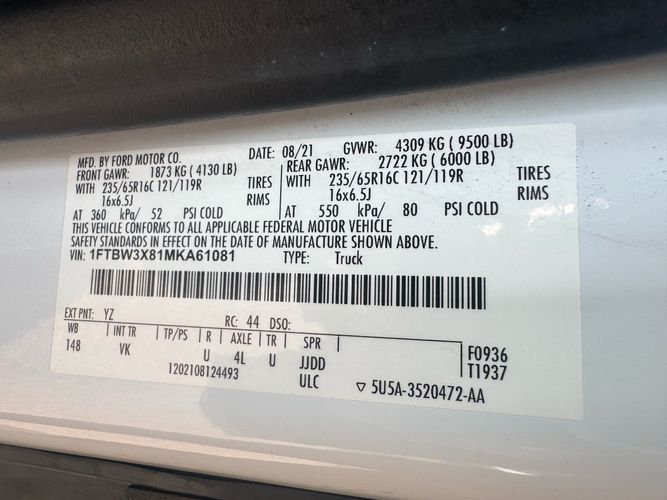 MFD. BY FORD MOTOR CO. DATE: 08/21 GVWR: 4309 KG ( 9500 LB)
FRONT GAWR: 1873 KG ( 4130 LB) REAR GAWR: 2722 KG ( 6000 LB)
WITH 235/65R16C 121/119R TIRES WITH 235/65R16C 121/119R TIRES
16x6.5J RIMS 16x6.5J RIMS
AT 360 kPa/ 52 PSI COLD AT 550 kPa/ 80 PSI COLD
THIS VEHICLE CONFORMS TO ALL APPLICABLE FEDERAL MOTOR VEHICLE
SAFETY STANDARDS IN EFFECT ON THE DATE OF MANUFACTURE SHOWN ABOVE.
VIN: 1FTBW3X81MKA61081 TYPE: Truck
EXT PNT: YZ RC: 44 DSO:
WB INT TR TP/PS R AXLE TR SPR
148 VK U 4L U JJDD F0936
1202108124493 ULC T1937
5U5A-3520472-AA